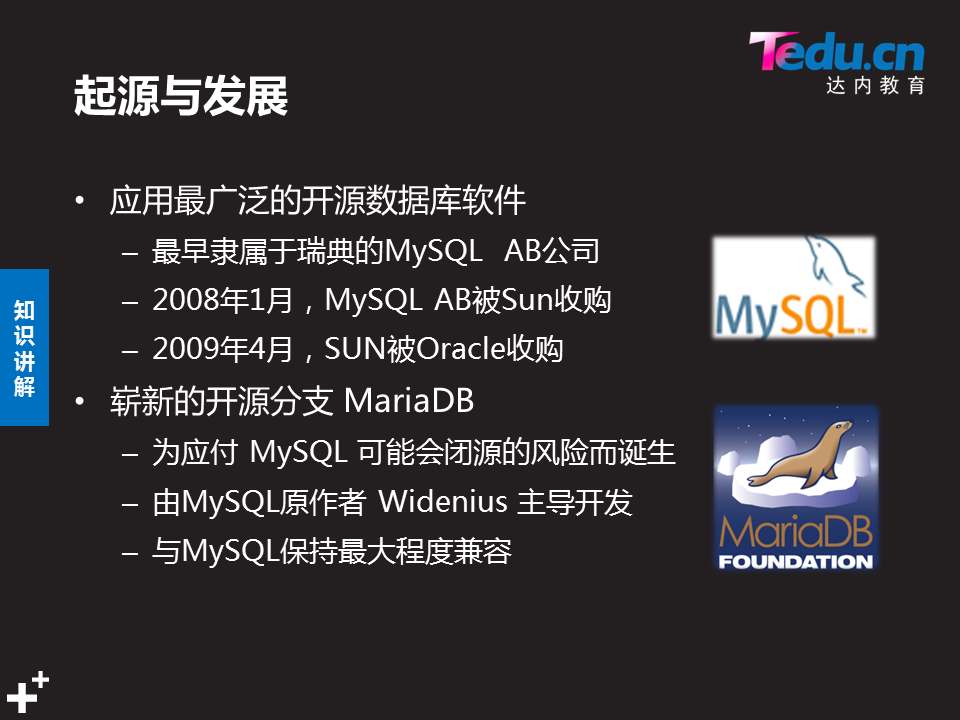 Tedu.cn
达内教育
起源与发展
• 应用最广泛的开源数据库软件
– 最早隶属于瑞典的MySQL AB公司
– 2008年1月，MySQL AB被Sun收购
– 2009年4月，SUN被Oracle收购
• 崭新的开源分支 MariaDB
– 为应付 MySQL 可能会闭源的风险而诞生
– 由MySQL原作者 Widenius 主导开发
– 与MySQL保持最大程度兼容
知识讲解
MySQL™
MariaDB
FOUNDATION